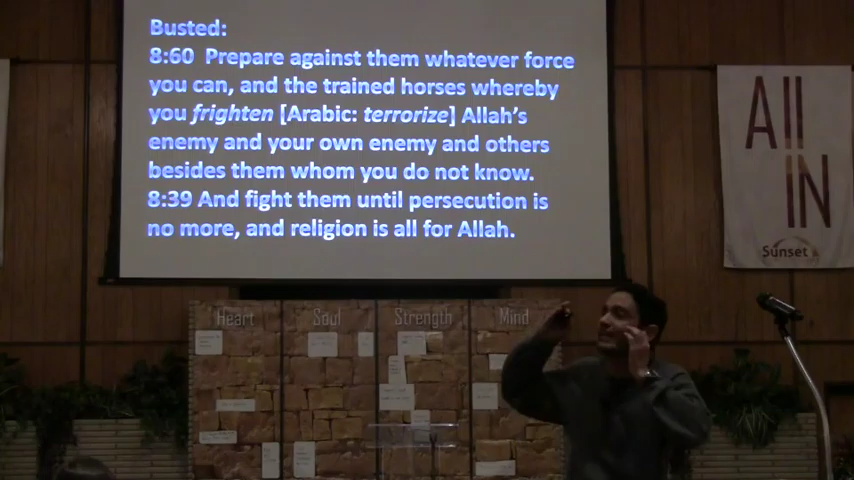 Busted:
8:60 Prepare against them whatever force
you can, and the trained horses whereby
you frighten [Arabic: terrorize] Allah's
enemy and your own enemy and others
besides them whom you do not know.
8:39 And fight them until persecution is
no more, and religion is all for Allah.
All
IN
Sunset
Heart
Soul
Strength
Mind